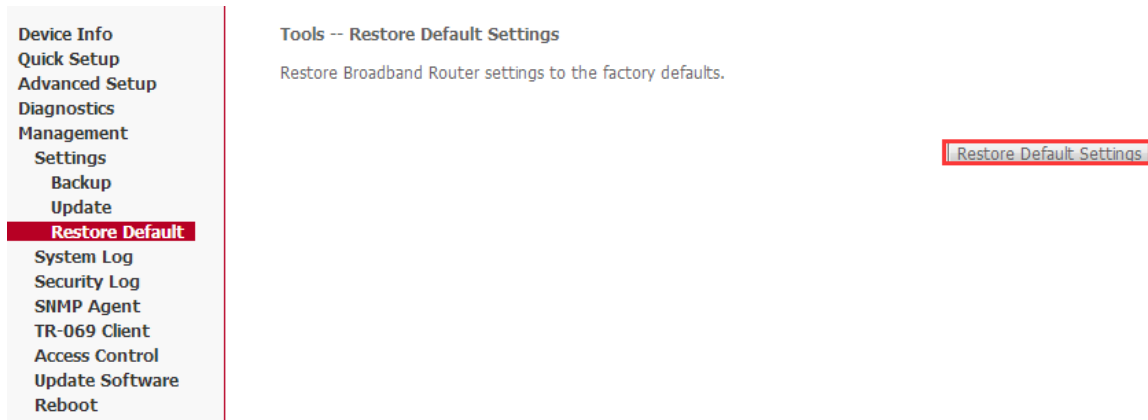 Device Info
Quick Setup
Advanced Setup
Diagnostics
Management
Settings
Backup
Update
Restore Default
System Log
Security Log
SNMP Agent
TR-069 Client
Access Control
Update Software
Reboot
Tools -- Restore Default Settings
Restore Broadband Router settings to the factory defaults.
Restore Default Settings